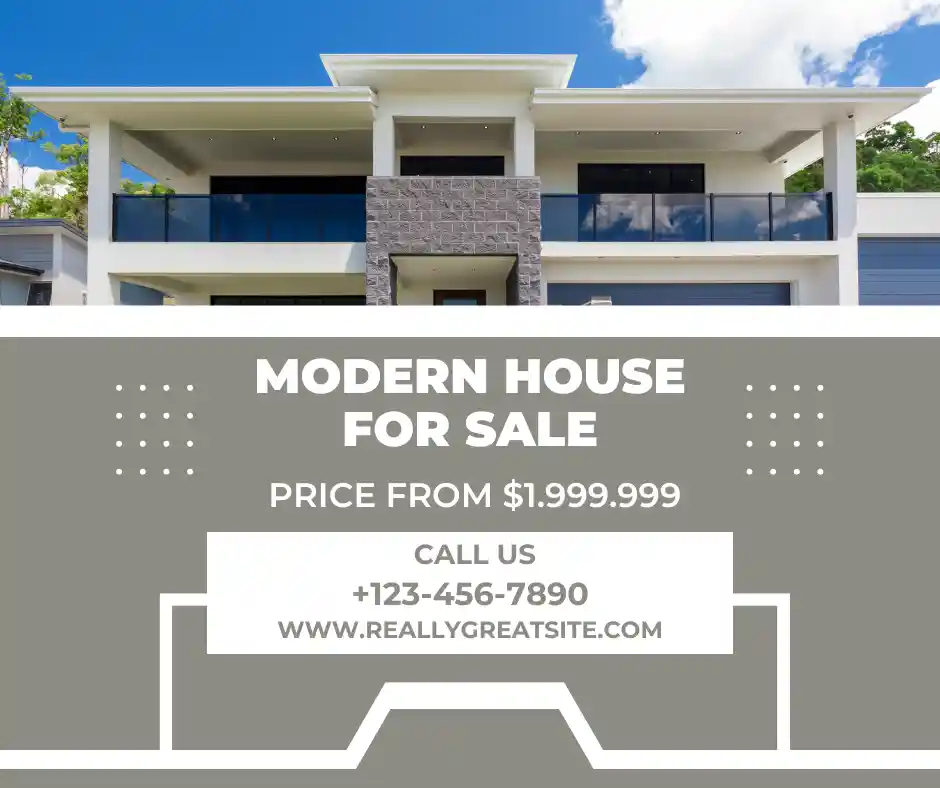 MODERN HOUSE
FOR SALE
PRICE FROM $1.999.999
CALL US
+123-456-7890
WWW.REALLYGREATSITE.COM